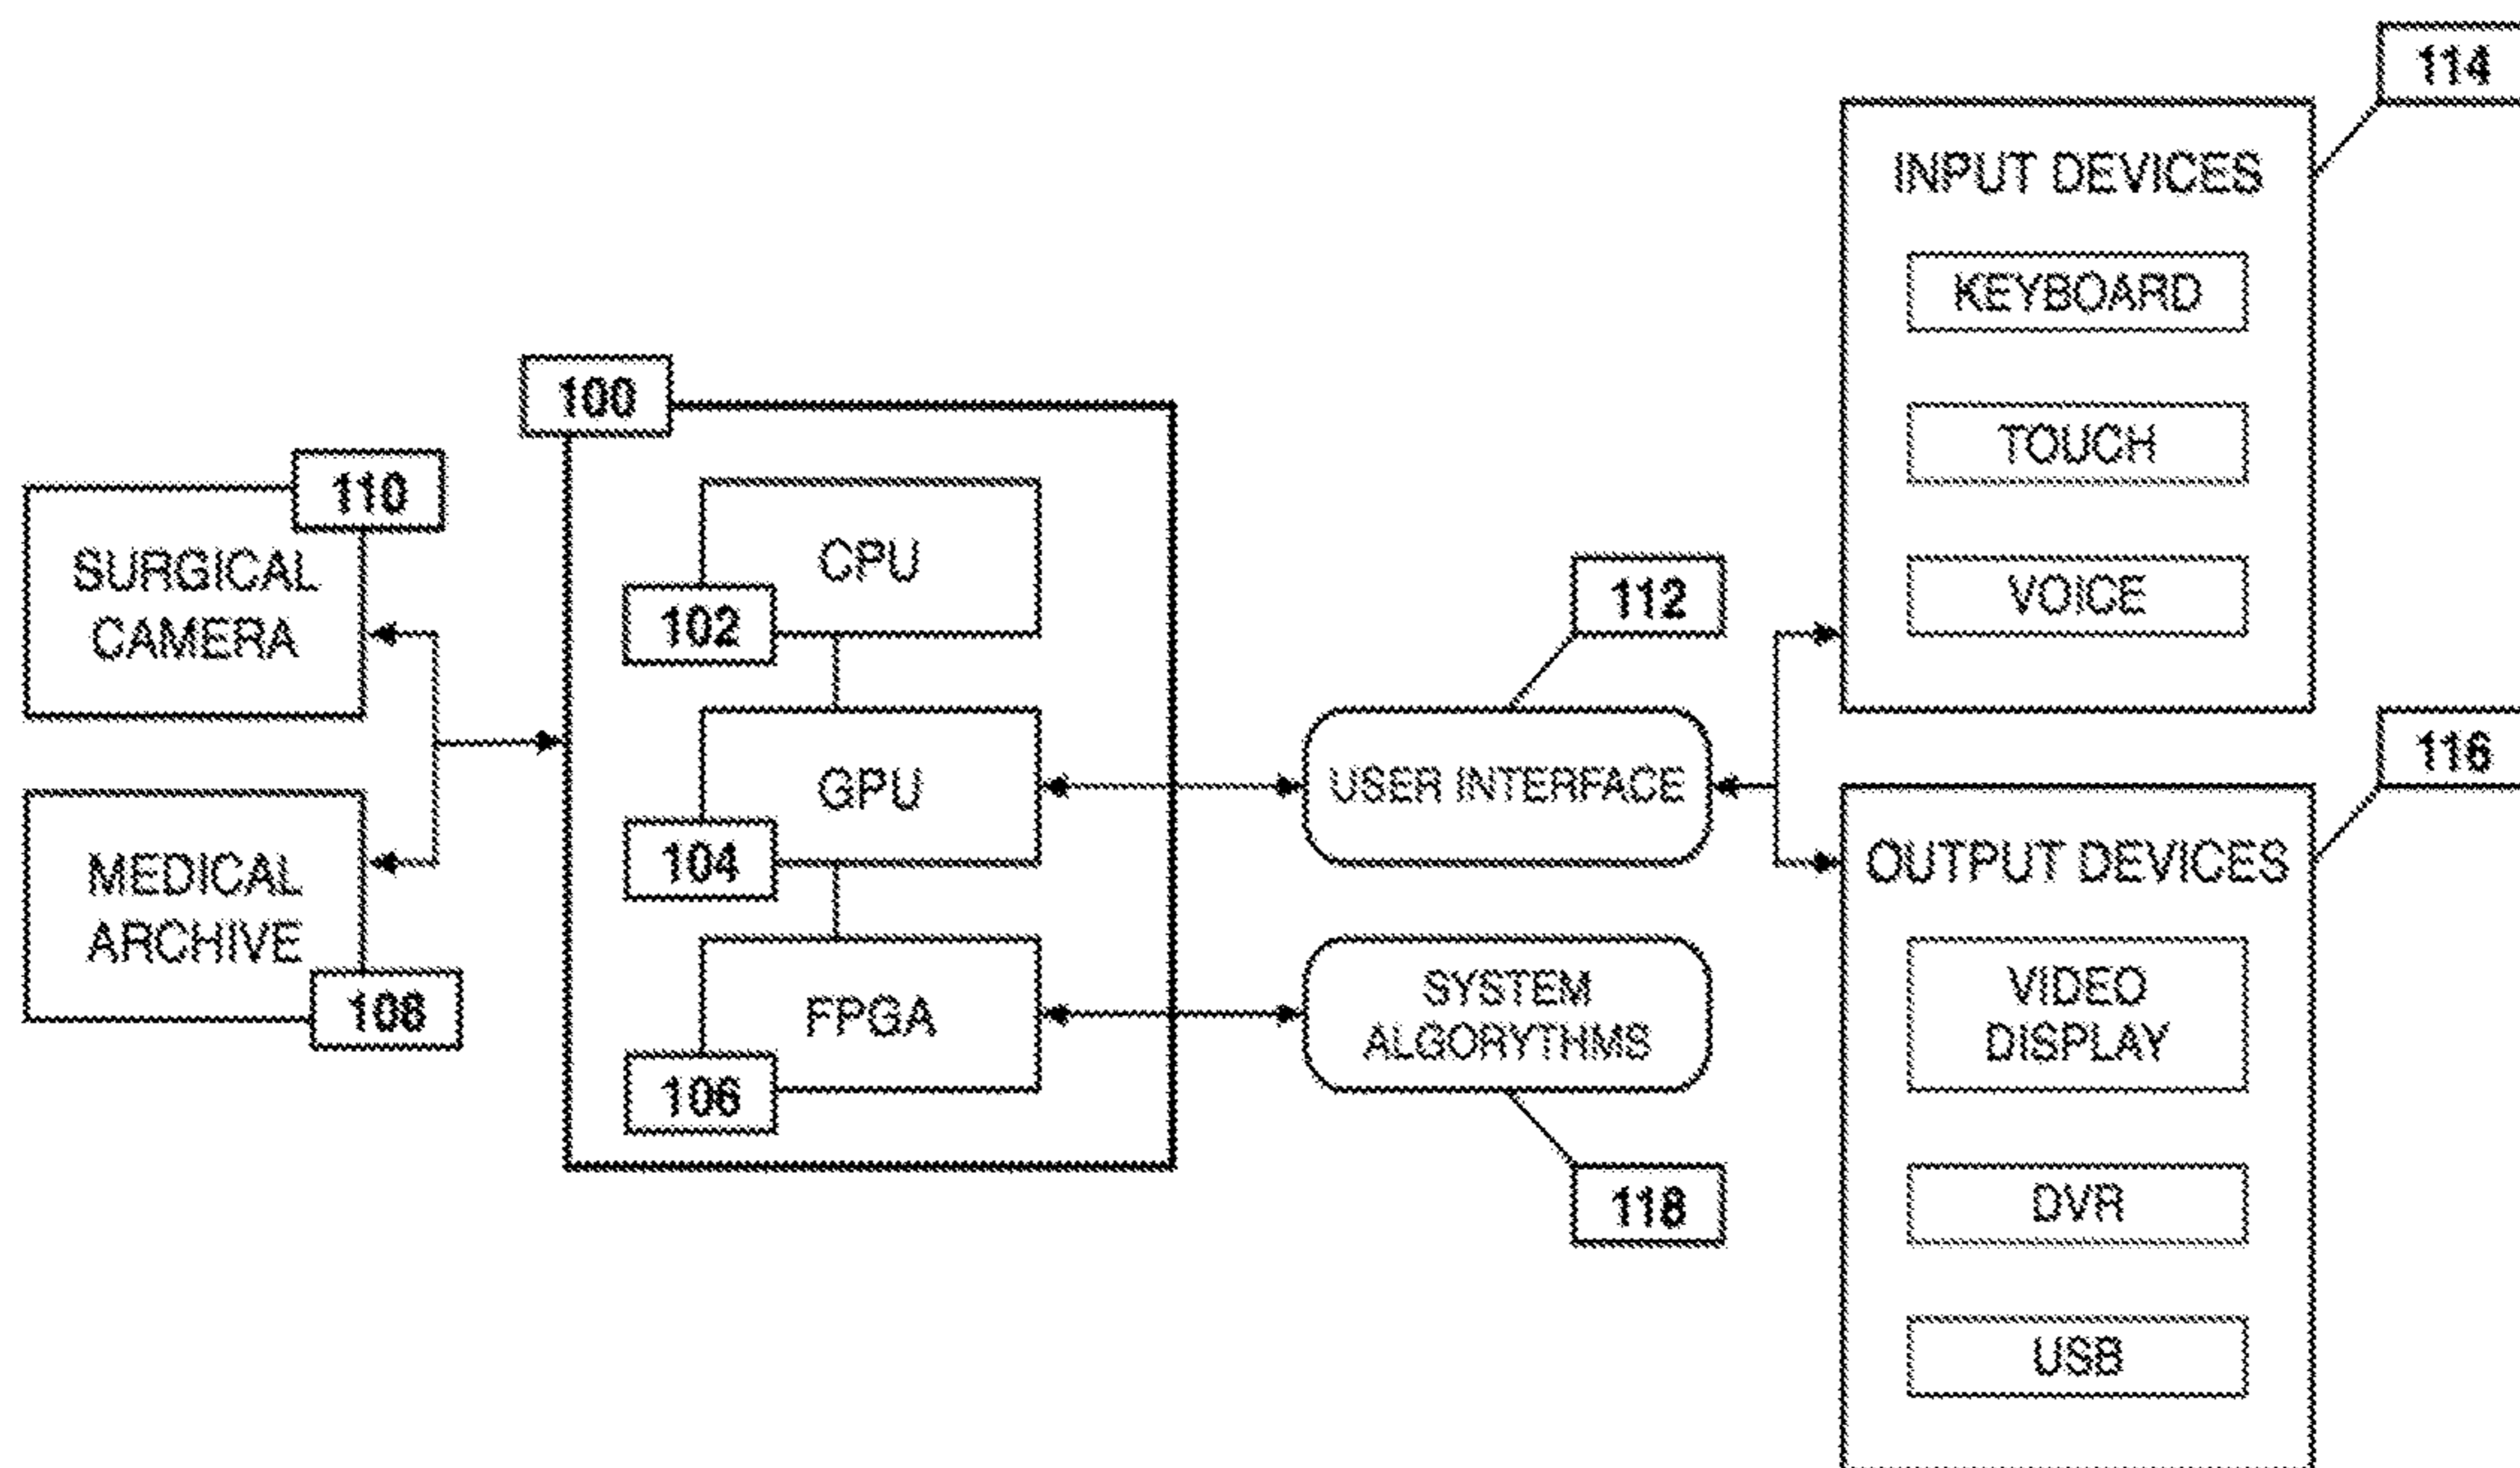 114
INPUT DEVICES
KEYBOARD
TOUCH
VOICE
100
110
SURGICAL
CAMERA
CPU
102
112
GPU
104
USER INTERFACE
116
MEDICAL
ARCHIVE
108
FPGA
106
SYSTEM
ALGORYTHMS
118
OUTPUT DEVICES
VIDEO
DISPLAY
DVR
USB